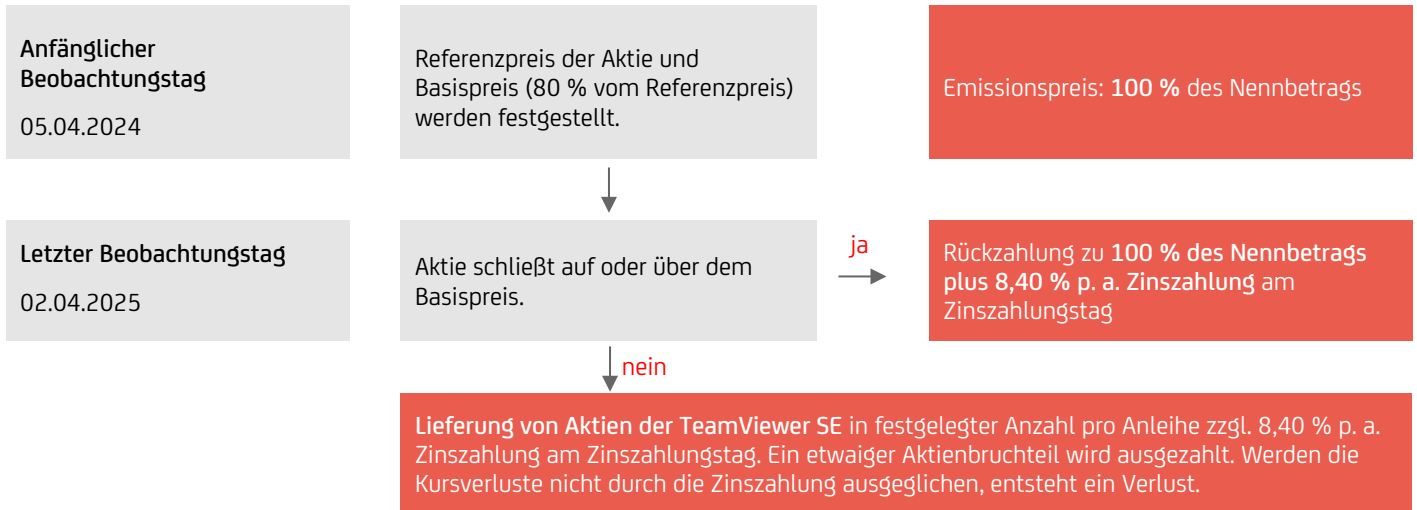 Anfänglicher
Beobachtungstag
05.04.2024
Referenzpreis der Aktie und
Basispreis (80 % vom Referenzpreis)
werden festgestellt.
Emissionspreis: 100 % des Nennbetrags
Letzter Beobachtungstag
02.04.2025
Aktie schließt auf oder über dem
Basispreis.
ja
Rückzahlung zu 100 % des Nennbetrags
plus 8,40 % p. a. Zinszahlung am
Zinszahlungstag
nein
Lieferung von Aktien der TeamViewer SE in festgelegter Anzahl pro Anleihe zzgl. 8,40 % p. a.
Zinszahlung am Zinszahlungstag. Ein etwaiger Aktienbruchteil wird ausgezahlt. Werden die
Kursverluste nicht durch die Zinszahlung ausgeglichen, entsteht ein Verlust.